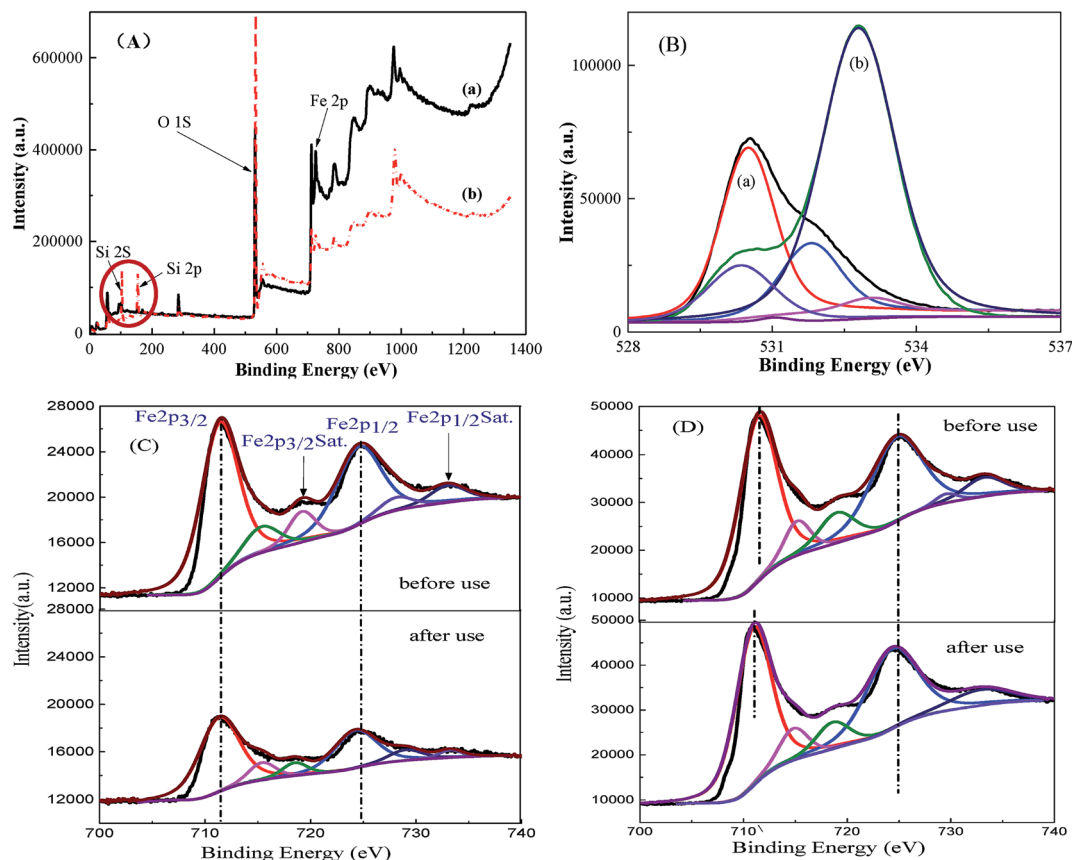 (A)
600000
400000
200000
0
Intensity (a.u.)
O 1S
Fe 2p
(a)
(b)
Si 2S
Si 2p
0 200 400 600 800 1000 1200 1400
Binding Energy (eV)
(B)
100000
50000
0
Intensity (a.u.)
(a)
(b)
528 531 534 537
Binding Energy (eV)
28000
24000
20000
16000
12000
28000
24000
20000
16000
12000
Intensity (a.u.)
Fe2p3/2
Fe2p3/2Sat.
Fe2p1/2
Fe2p1/2Sat.
(C)
before use
after use
700 710 720 730 740
Binding Energy (eV)
50000
40000
30000
20000
10000
50000
40000
30000
20000
10000
Intensity (a.u.)
(D)
before use
after use
700 710 720 730 740
Binding Energy (eV)